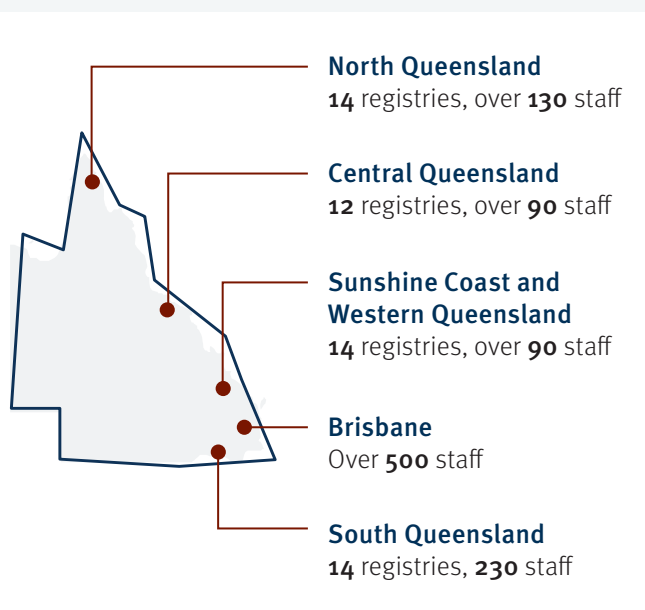 North Queensland
14 registries, over 130 staff
Central Queensland
12 registries, over 90 staff
Sunshine Coast and
Western Queensland
14 registries, over 90 staff
Brisbane
Over 500 staff
South Queensland
14 registries, 230 staff